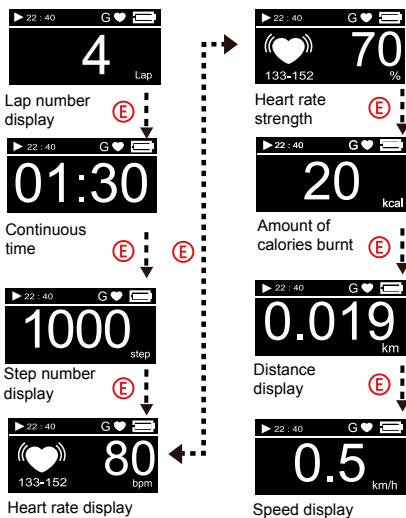 22 : 40 G
4
Lap
Lap number
display
E
22 : 40 G
01:30
Continuous
time
E
E
22 : 40 G
1000
step
Step number
display
E
22 : 40 G
80
133-152 bpm
Heart rate display
22 : 40 G
70
133-152 %
Heart rate
strength
E
22 : 40 G
20
kcal
Amount of
calories burnt
E
22 : 40 G
0.019
km
Distance
display
E
22 : 40 G
0.5
km/h
Speed display